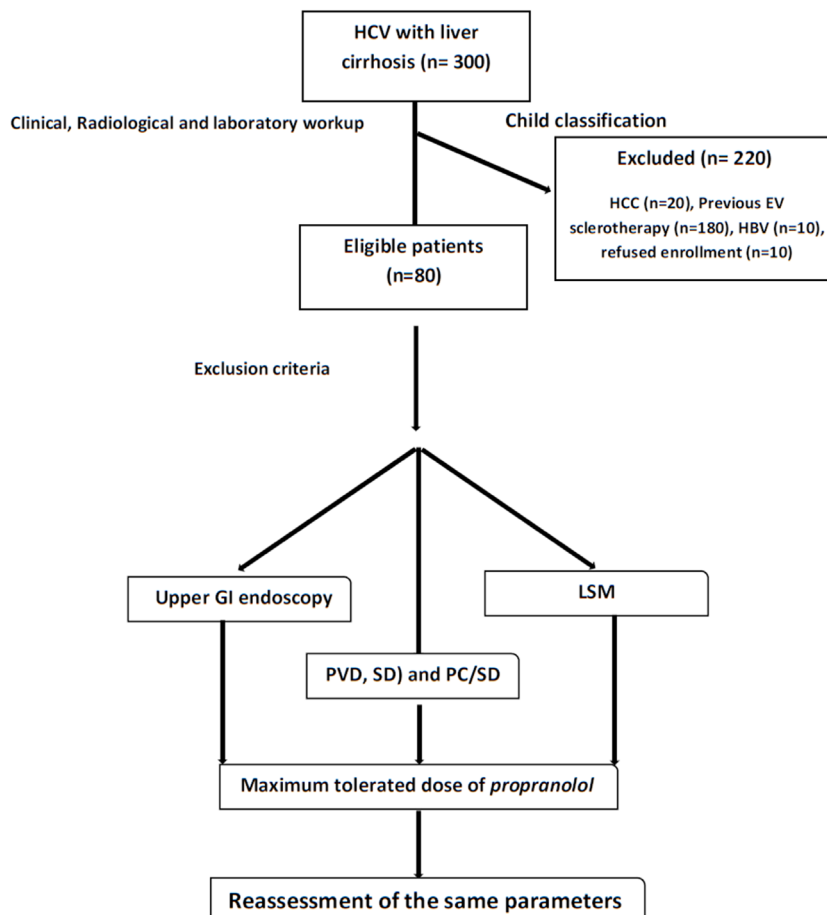 HCV with liver
cirrhosis (n= 300)
Clinical, Radiological and laboratory workup
Child classification
Excluded (n= 220)
HCC (n=20), Previous EV
sclerotherapy (n=180), HBV (n=10),
refused enrollment (n=10)
Eligible patients
(n=80)
Exclusion criteria
Upper GI endoscopy
LSM
PVD, SD) and PC/SD
Maximum tolerated dose of propranolol
Reassessment of the same parameters